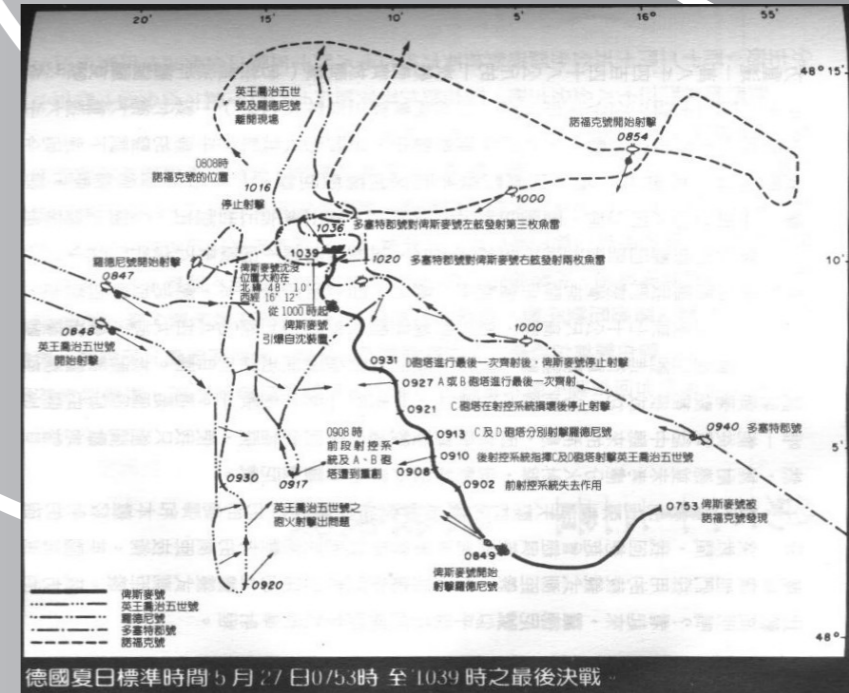 20'
15'
10'
5'
16°
55'
48° 15'
英王喬治五世
號及羅德尼號
離開現場
諾福克號開始射擊
0854
0808時
諾福克號的位置
1016
停止射擊
1000
1036
多塞特郡號對俾斯麥號左舷發射第三枚魚雷
羅德尼號開始射擊
0847
1039
1020
多塞特郡號對俾斯麥號右舷發射兩枚魚雷
10'
俾斯麥號沈沒
位置大約在
北緯 48° 10'
西經 16° 12'
從1000時起
俾斯麥號
引爆自沈裝置
0848
英王喬治五世號
開始射擊
1000
0931
D砲塔進行最後一次齊射後，俾斯麥號停止射擊
0927
A或B砲塔進行最後一次齊射
0921
C砲塔在射控系統損壞後停止射擊
0940
多塞特郡號
0913
C及D砲塔分別射擊羅德尼號
5'
0908時
前段射控系
統及A、B砲
塔遭到重創
0910
後射控系統指揮C及D砲塔射擊英王喬治五世號
0908
0930
0917
0902
前射控系統失去作用
英王喬治五世號之
砲火射擊出問題
0753
俾斯麥號被
諾福克號發現
0849
俾斯麥號開始
射擊羅德尼號
0920
俾斯麥號
英王喬治五世號
羅德尼號
多塞特郡號
諾福克號
48°
德國夏日標準時間 5 月 27 日0753時 至 1039 時之最後決戰